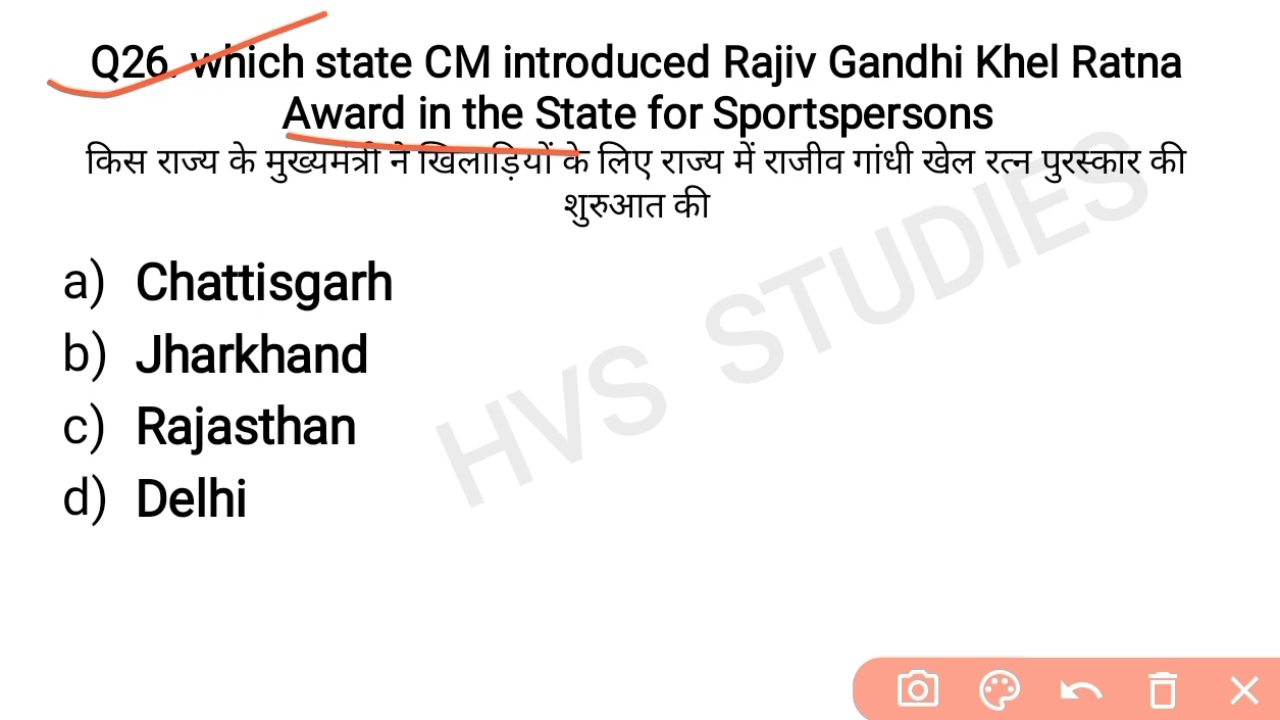 Q26. which state CM introduced Rajiv Gandhi Khel Ratna
Award in the State for Sportspersons
किस राज्य के मुख्यमंत्री ने खिलाड़ियों के लिए राज्य में राजीव गांधी खेल रत्न पुरस्कार की
शुरुआत की
a) Chattisgarh
b) Jharkhand
c) Rajasthan
d) Delhi
HVS STUDIES